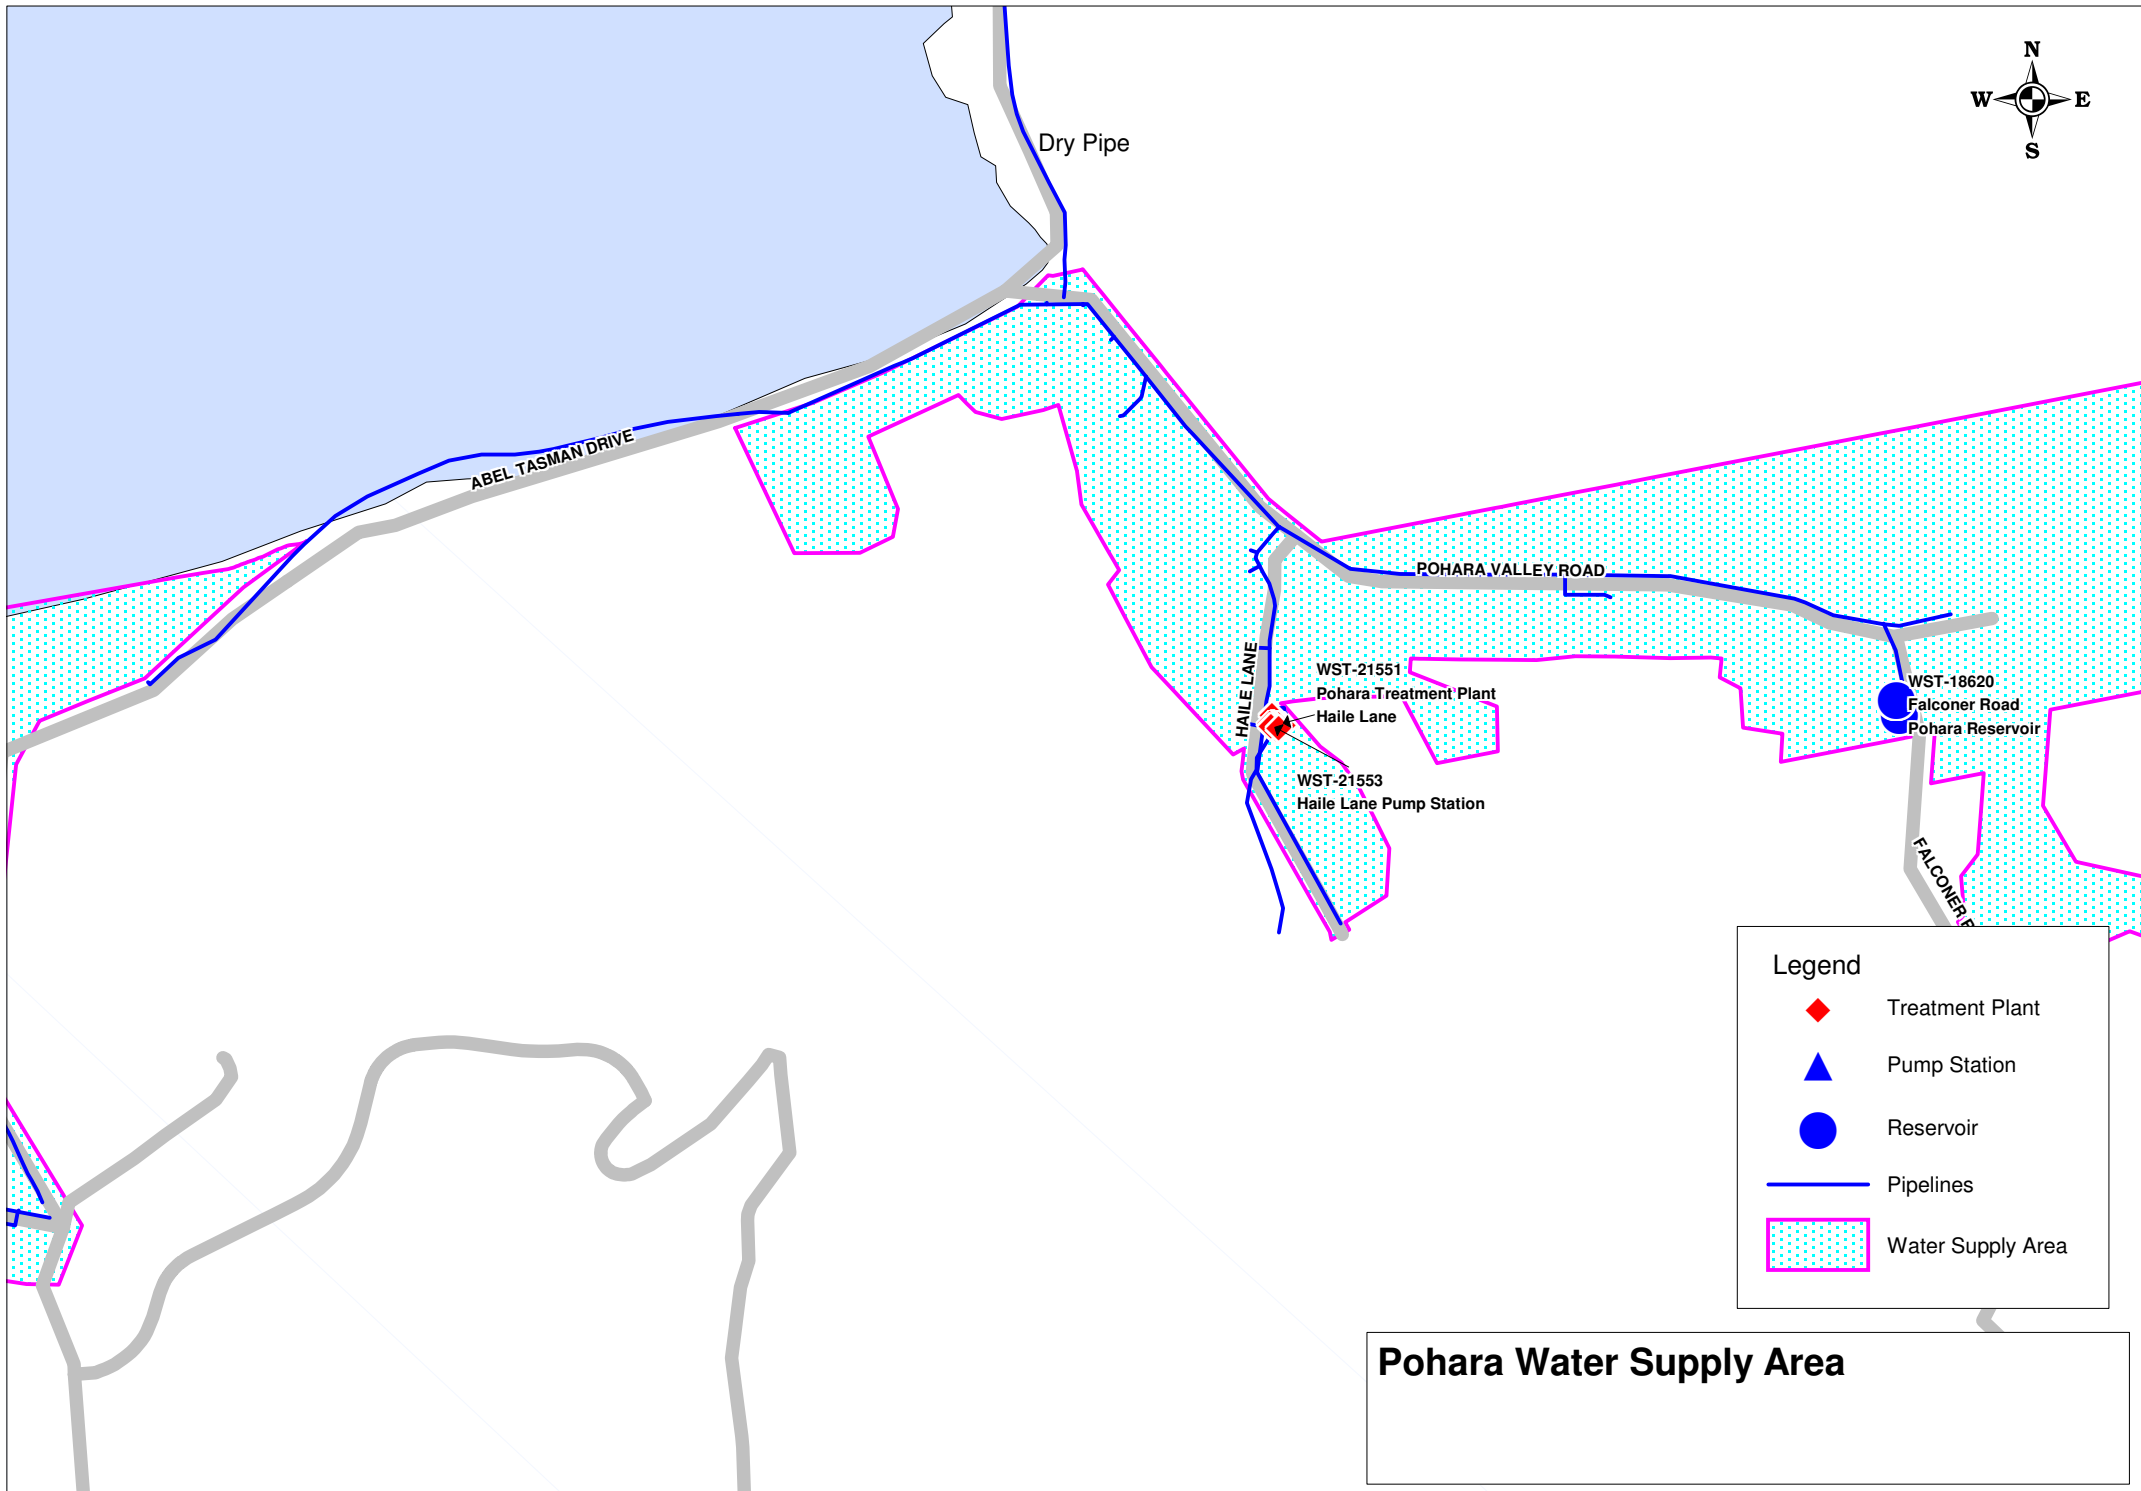 N
W E
S
Dry Pipe
ABEL TASMAN DRIVE
POHARA VALLEY ROAD
HAILE LANE
WST-21551
Pohara Treatment Plant
Haile Lane
WST-18620
Falconer Road
Pohara Reservoir
WST-21553
Haile Lane Pump Station
FALCONER
Legend
Treatment Plant
Pump Station
Reservoir
Pipelines
Water Supply Area
Pohara Water Supply Area